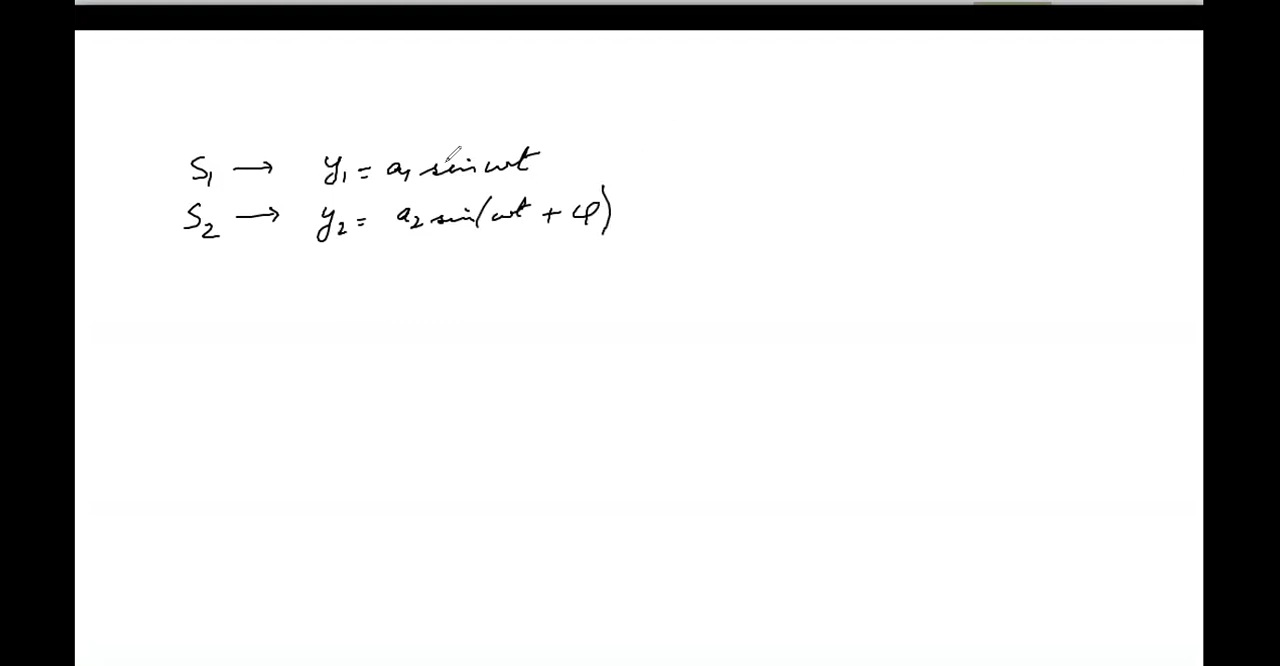 S₁ → y₁ = a₁ sin ωt
S₂ → y₂ = a₂ sin(ωt + φ)